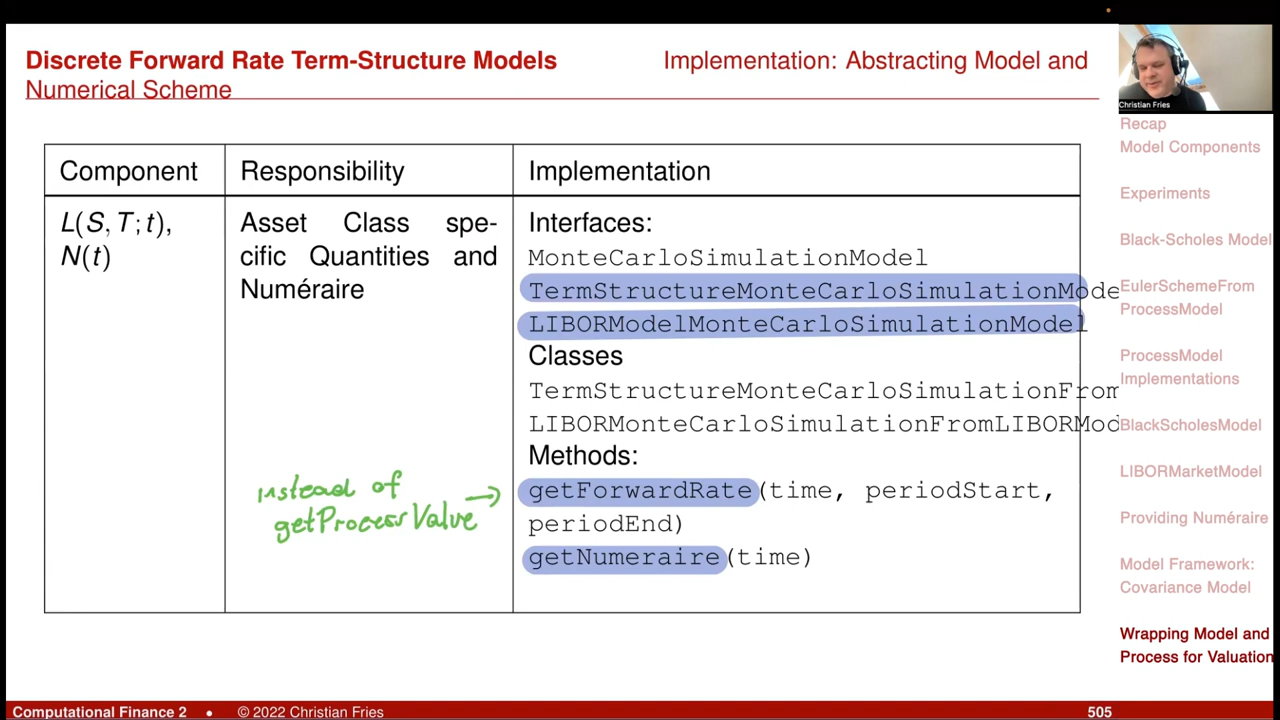 Discrete Forward Rate Term-Structure Models Implementation: Abstracting Model and
Numerical Scheme
Christian Fries
Component Responsibility Implementation
L(S, T; t),
N(t)
Asset Class spe-
cific Quantities and
Numéraire
Interfaces:
MonteCarloSimulationModel
TermStructureMonteCarloSimulationMode
LIBORModelMonteCarloSimulationModel
Classes
TermStructureMonteCarloSimulationFrom
LIBORMonteCarloSimulationFromLIBORMod
Methods:
getForwardRate(time, periodStart,
periodEnd)
getNumeraire(time)
instead of
getProcessValue
Recap
Model Components
Experiments
Black-Scholes Model
EulerSchemeFrom
ProcessModel
ProcessModel
Implementations
BlackScholesModel
LIBORMarketModel
Providing Numéraire
Model Framework:
Covariance Model
Wrapping Model and
Process for Valuation
Computational Finance 2 • © 2022 Christian Fries 505